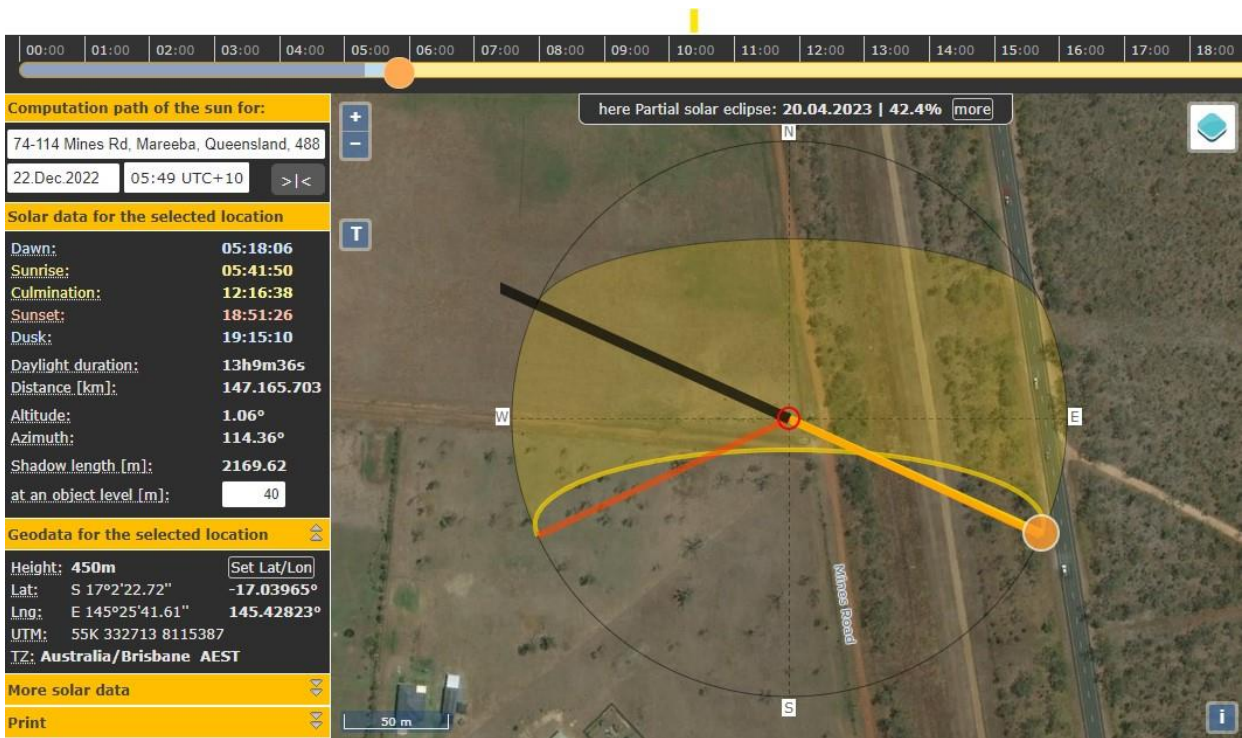 00:00 01:00 02:00 03:00 04:00 05:00 06:00 07:00 08:00 09:00 10:00 11:00 12:00 13:00 14:00 15:00 16:00 17:00 18:00
Computation path of the sun for:
74-114 Mines Rd, Mareeba, Queensland, 488
22.Dec.2022 05:49 UTC+10 >|<
Solar data for the selected location
Dawn: 05:18:06
Sunrise: 05:41:50
Culmination: 12:16:38
Sunset: 18:51:26
Dusk: 19:15:10
Daylight duration: 13h9m36s
Distance [km]: 147.165.703
Altitude: 1.06°
Azimuth: 114.36°
Shadow length [m]: 2169.62
at an object level [m]: 40
Geodata for the selected location
Height: 450m Set Lat/Lon
Lat: S 17°2'22.72'' -17.03965°
Lng: E 145°25'41.61'' 145.42823°
UTM: 55K 332713 8115387
TZ: Australia/Brisbane AEST
More solar data
Print
+
−
here Partial solar eclipse: 20.04.2023 | 42.4% more
T
N
W
E
S
Mines Road
50 m
i